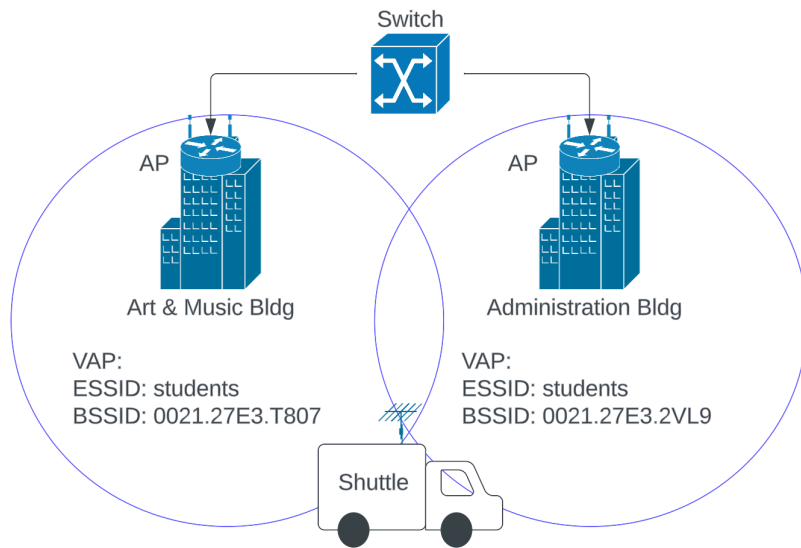 Switch
AP
AP
Art & Music Bldg
Administration Bldg
VAP:
ESSID: students
BSSID: 0021.27E3.T807
VAP:
ESSID: students
BSSID: 0021.27E3.2VL9
Shuttle